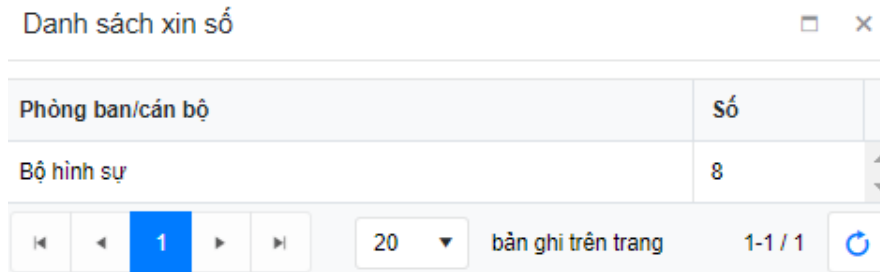 Danh sách xin số
Phòng ban/cán bộ Số
Bộ hình sự 8
1 20 bản ghi trên trang 1-1 / 1